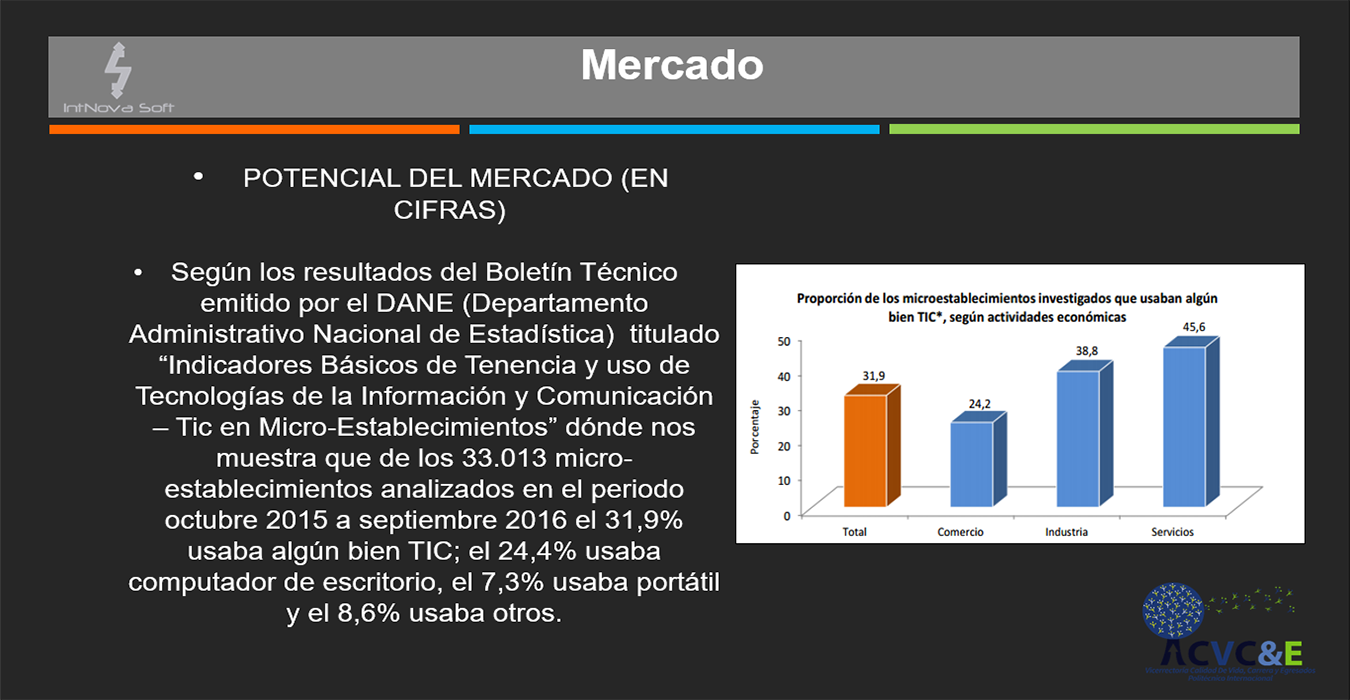 IntNova Soft
Mercado
• POTENCIAL DEL MERCADO (EN
CIFRAS)
• Según los resultados del Boletín Técnico
emitido por el DANE (Departamento
Administrativo Nacional de Estadística) titulado
“Indicadores Básicos de Tenencia y uso de
Tecnologías de la Información y Comunicación
– Tic en Micro-Establecimientos” dónde nos
muestra que de los 33.013 micro-
establecimientos analizados en el periodo
octubre 2015 a septiembre 2016 el 31,9%
usaba algún bien TIC; el 24,4% usaba
computador de escritorio, el 7,3% usaba portátil
y el 8,6% usaba otros.
Proporción de los microestablecimientos investigados que usaban algún
bien TIC*, según actividades económicas
Porcentaje
50
40
30
20
10
0
31,9
24,2
38,8
45,6
Total
Comercio
Industria
Servicios
ACVC&E